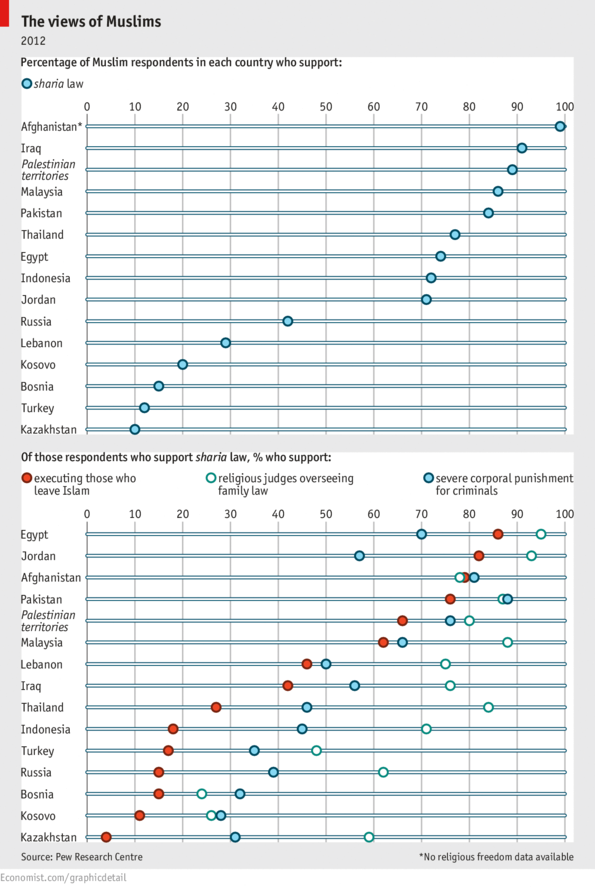 The views of Muslims
2012
Percentage of Muslim respondents in each country who support:
sharia law
0 10 20 30 40 50 60 70 80 90 100
Afghanistan*
Iraq
Palestinian
territories
Malaysia
Pakistan
Thailand
Egypt
Indonesia
Jordan
Russia
Lebanon
Kosovo
Bosnia
Turkey
Kazakhstan
Of those respondents who support sharia law, % who support:
executing those who
leave Islam
religious judges overseeing
family law
severe corporal punishment
for criminals
0 10 20 30 40 50 60 70 80 90 100
Egypt
Jordan
Afghanistan
Pakistan
Palestinian
territories
Malaysia
Lebanon
Iraq
Thailand
Indonesia
Turkey
Russia
Bosnia
Kosovo
Kazakhstan
Source: Pew Research Centre
*No religious freedom data available
Economist.com/graphicdetail